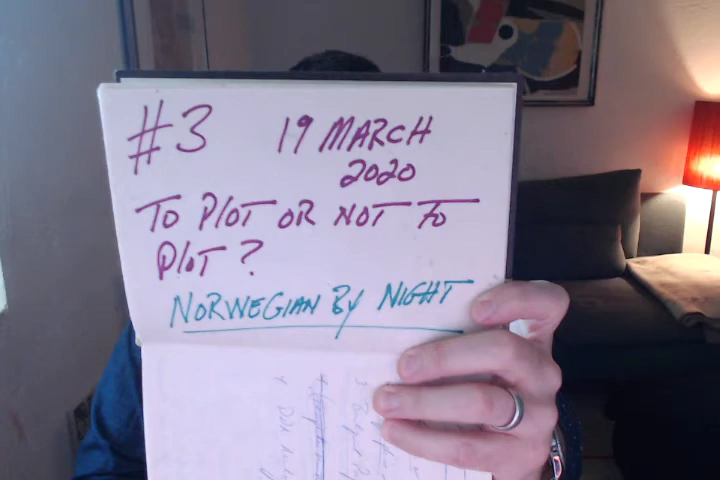 #3 19 MARCH
2020
TO PLOT OR NOT TO
PLOT?
NORWEGIAN BY NIGHT